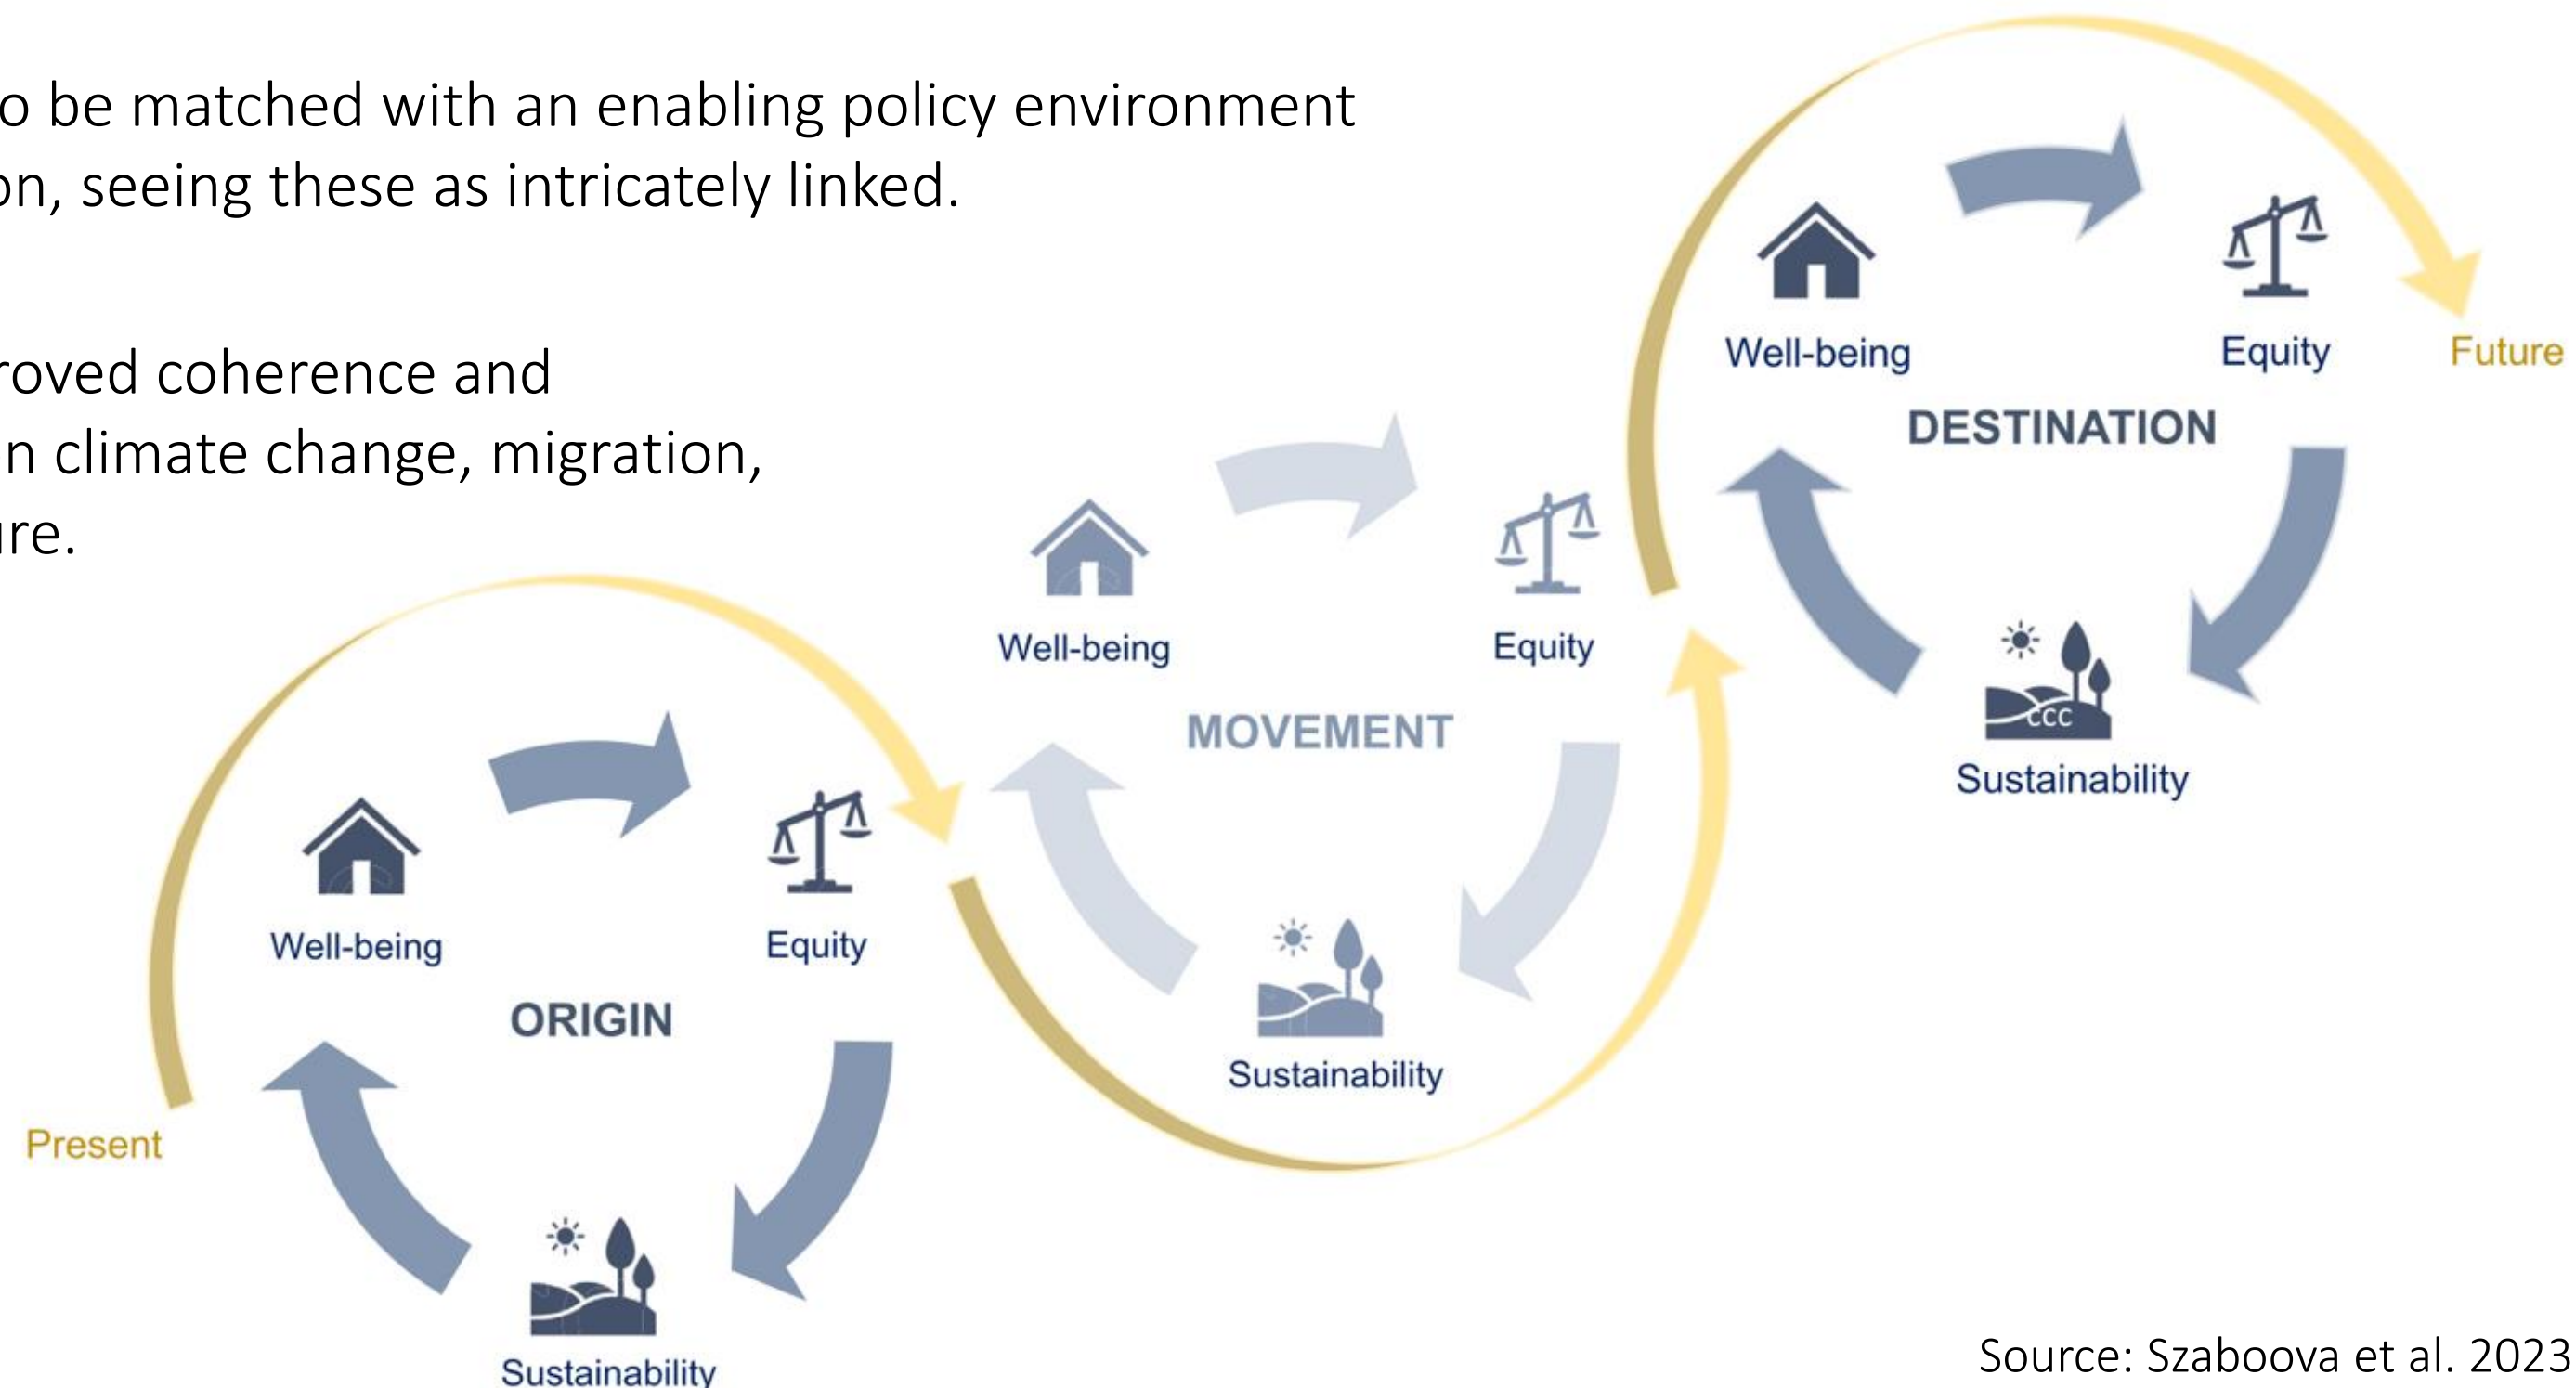 o be matched with an enabling policy environment
on, seeing these as intricately linked.
roved coherence and
n climate change, migration,
ure.
Well-being
Equity
Future
DESTINATION
CCC
Sustainability
Well-being
Equity
MOVEMENT
Sustainability
Well-being
Equity
ORIGIN
Present
Sustainability
Source: Szaboova et al. 2023